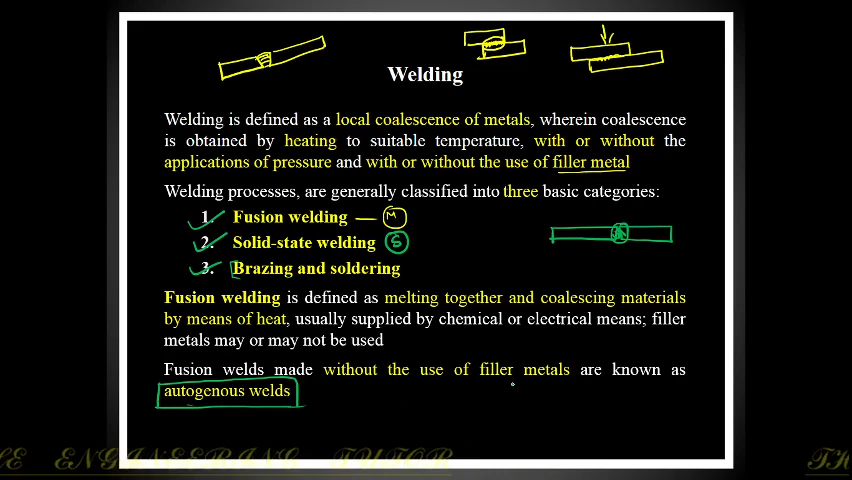 Welding
Welding is defined as a local coalescence of metals, wherein coalescence
is obtained by heating to suitable temperature, with or without the
applications of pressure and with or without the use of filler metal
Welding processes, are generally classified into three basic categories:
1. Fusion welding — M
2. Solid-state welding S
3. Brazing and soldering
Fusion welding is defined as melting together and coalescing materials
by means of heat, usually supplied by chemical or electrical means; filler
metals may or may not be used
Fusion welds made without the use of filler metals are known as
autogenous welds
LE ENGANEERANG TUTOR TH